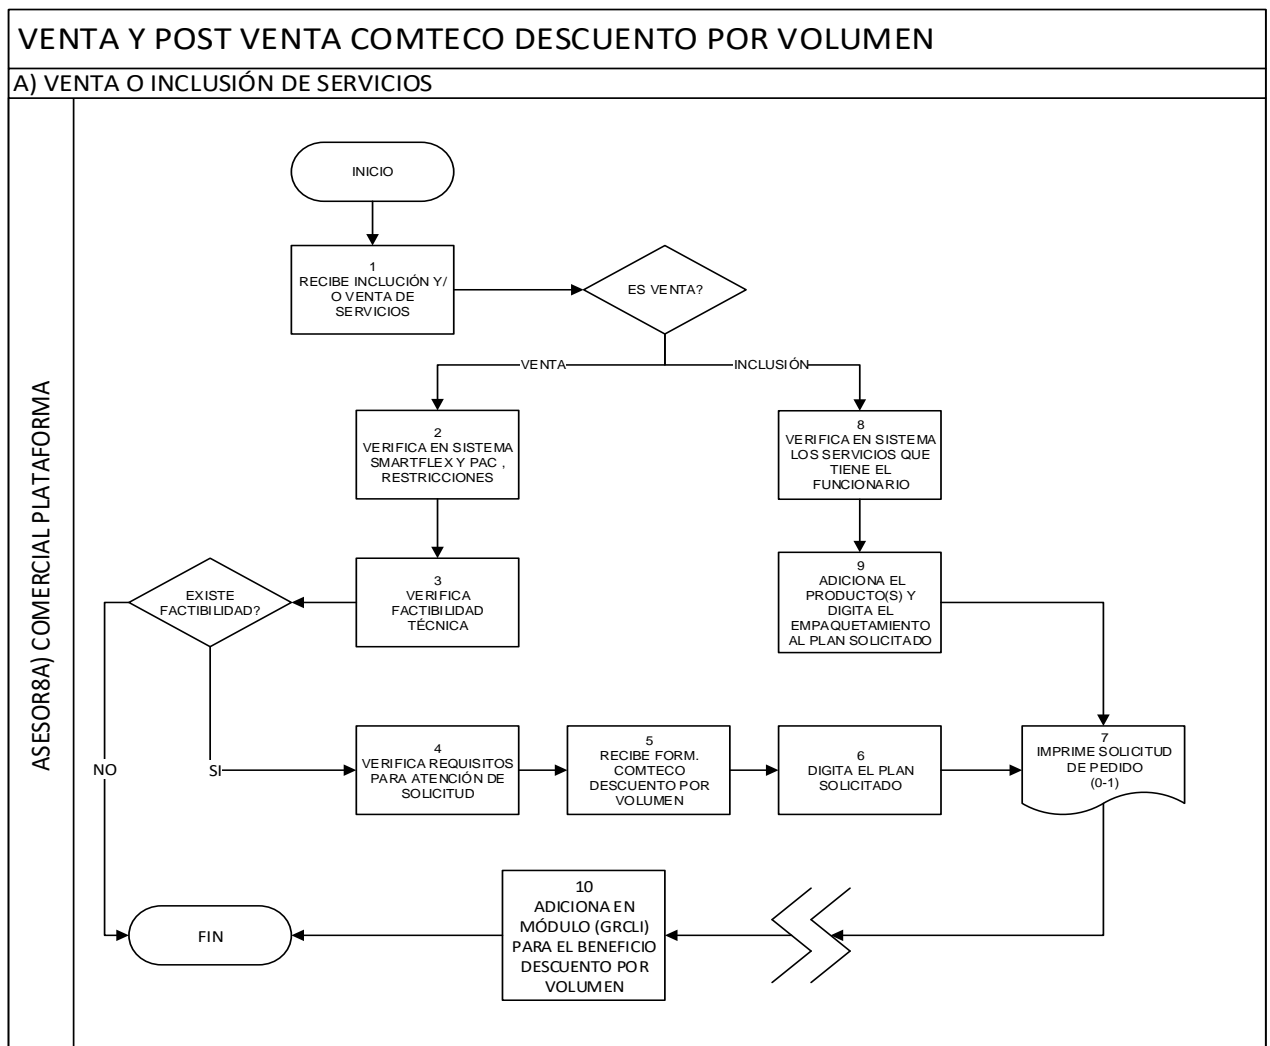 VENTA Y POST VENTA COMTECO DESCUENTO POR VOLUMEN
A) VENTA O INCLUSIÓN DE SERVICIOS
ASESOR8A) COMERCIAL PLATAFORMA
INICIO
1
RECIBE INCLUCIÓN Y/
O VENTA DE
SERVICIOS
ES VENTA?
VENTA
INCLUSIÓN
2
VERIFICA EN SISTEMA
SMARTFLEX Y PAC ,
RESTRICCIONES
8
VERIFICA EN SISTEMA
LOS SERVICIOS QUE
TIENE EL
FUNCIONARIO
EXISTE
FACTIBILIDAD?
3
VERIFICA
FACTIBILIDAD
TÉCNICA
9
ADICIONA EL
PRODUCTO(S) Y
DIGITA EL
EMPAQUETAMIENTO
AL PLAN SOLICITADO
NO
SI
4
VERIFICA REQUISITOS
PARA ATENCIÓN DE
SOLICITUD
5
RECIBE FORM.
COMTECO
DESCUENTO POR
VOLUMEN
6
DIGITA EL PLAN
SOLICITADO
7
IMPRIME SOLICITUD
DE PEDIDO
(0-1)
FIN
10
ADICIONA EN
MÓDULO (GRCLI)
PARA EL BENEFICIO
DESCUENTO POR
VOLUMEN